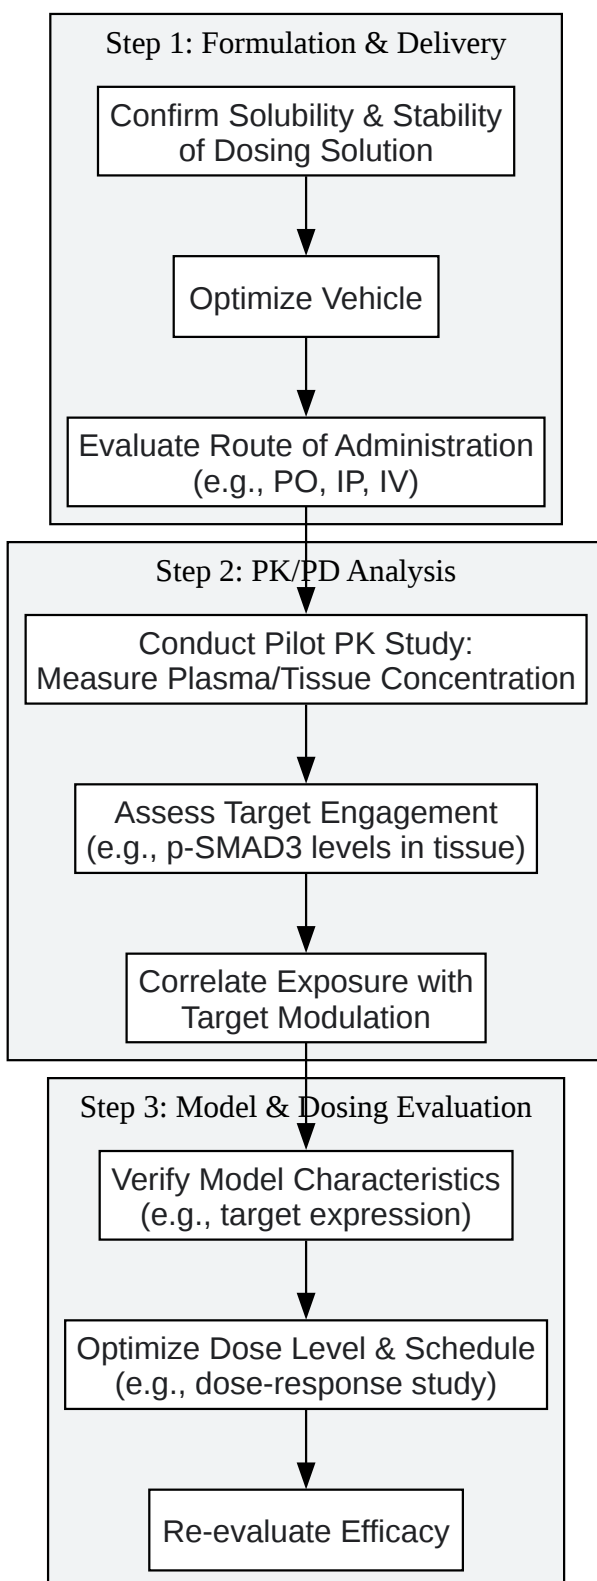 Step 1: Formulation & Delivery
Confirm Solubility & Stability
of Dosing Solution
Optimize Vehicle
Evaluate Route of Administration
(e.g., PO, IP, IV)
Step 2: PK/PD Analysis
Conduct Pilot PK Study:
Measure Plasma/Tissue Concentration
Assess Target Engagement
(e.g., p-SMAD3 levels in tissue)
Correlate Exposure with
Target Modulation
Step 3: Model & Dosing Evaluation
Verify Model Characteristics
(e.g., target expression)
Optimize Dose Level & Schedule
(e.g., dose-response study)
Re-evaluate Efficacy